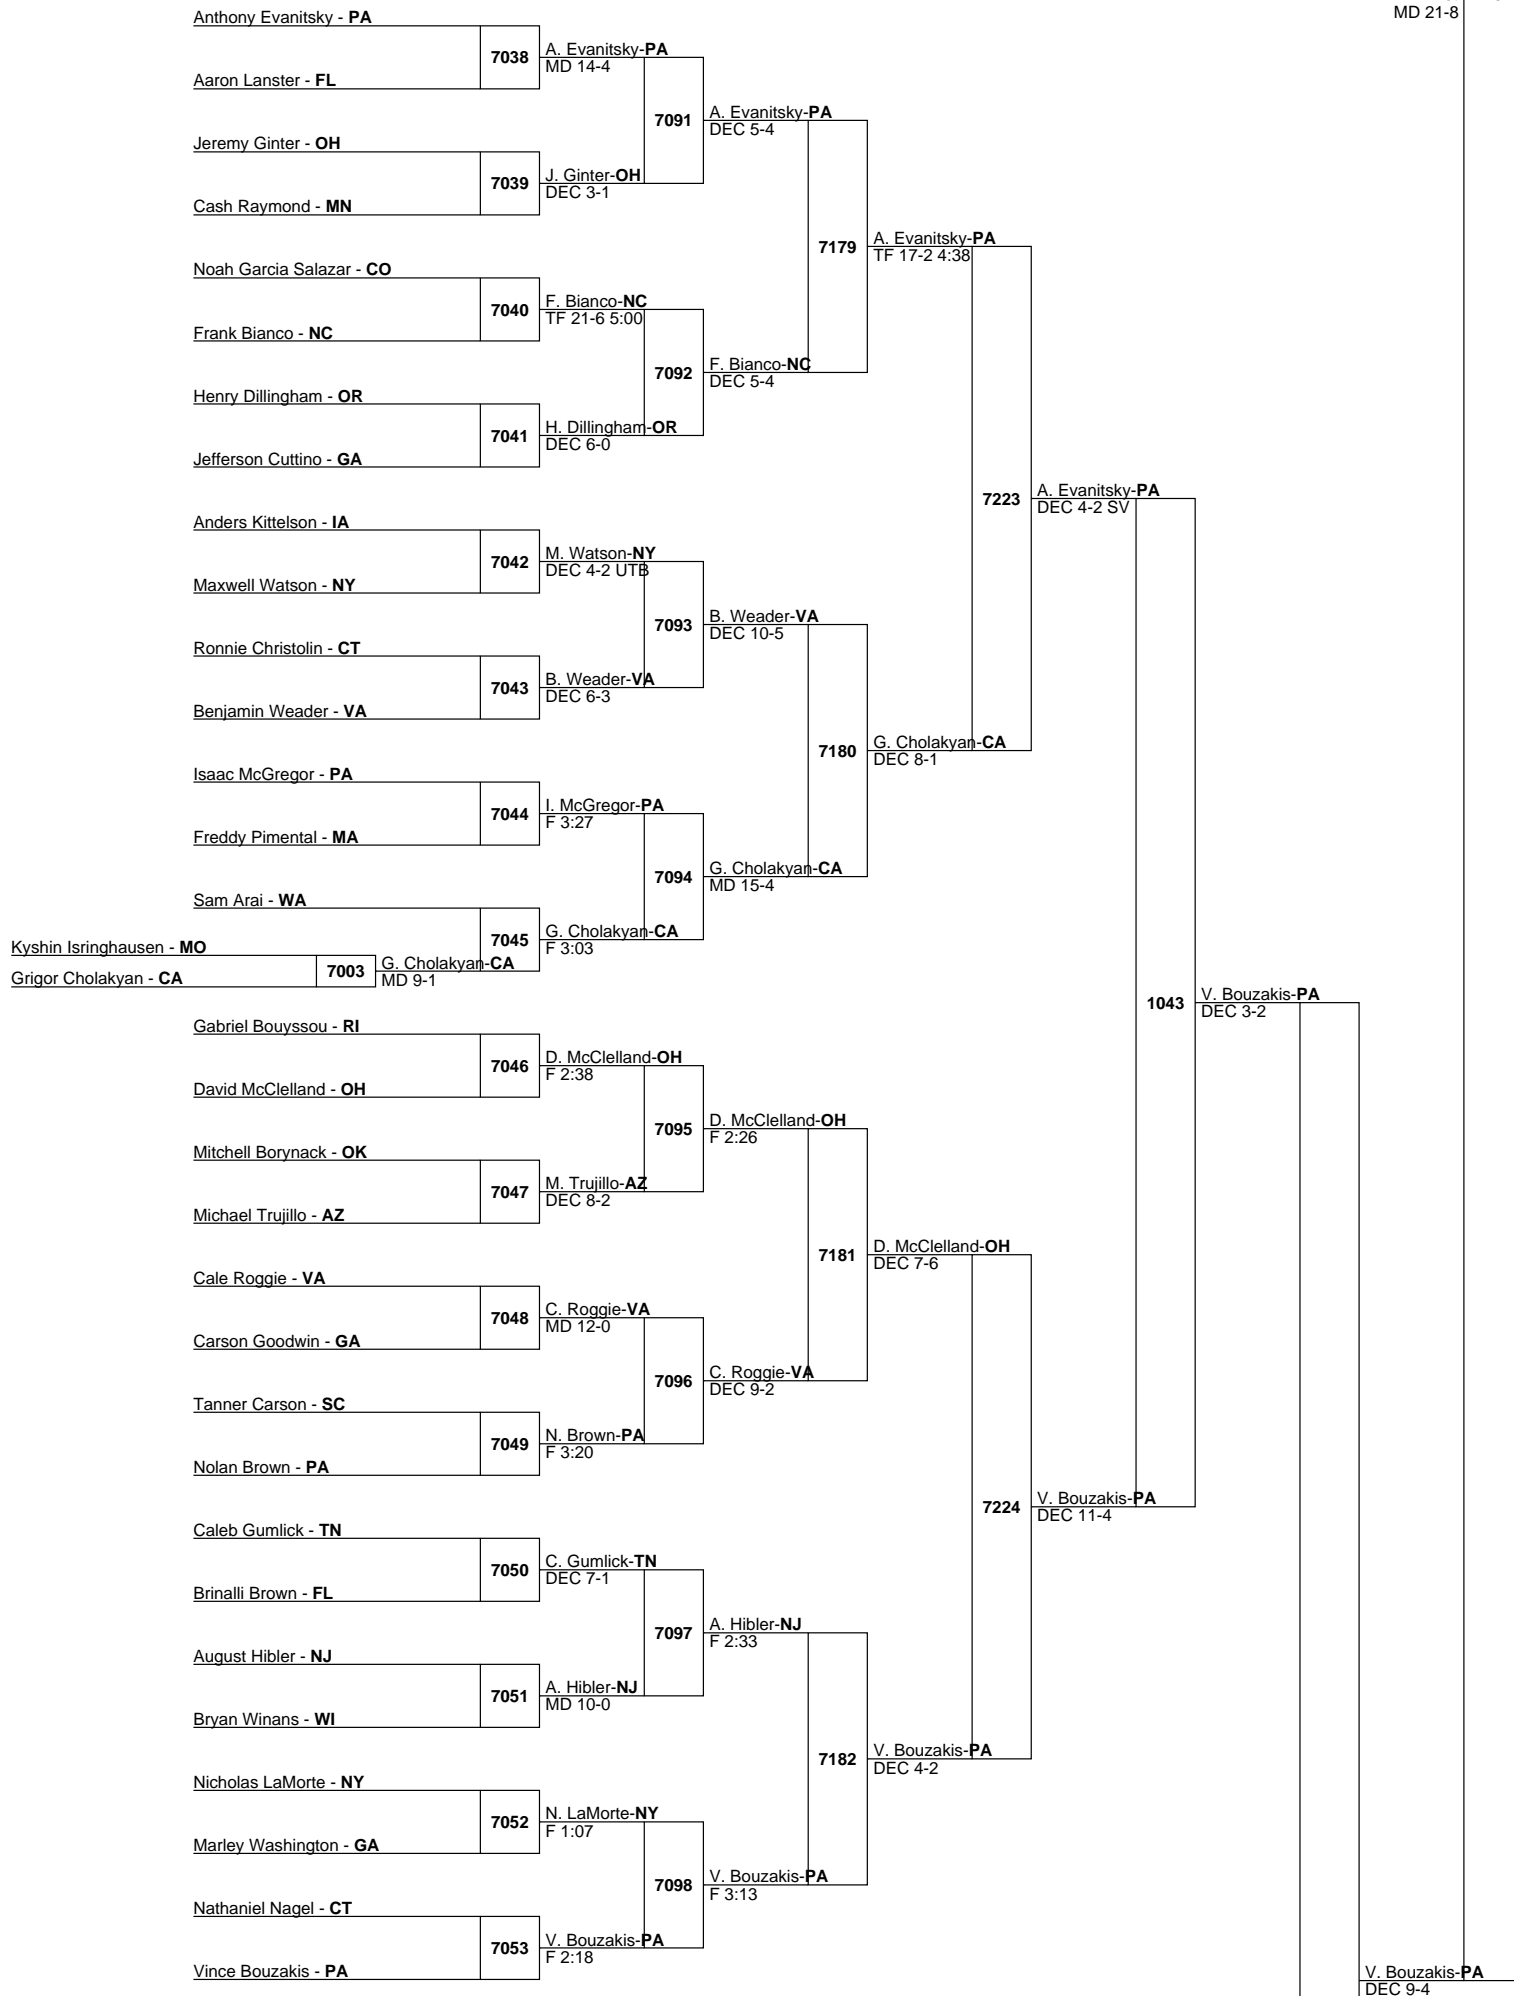 MD 21-8
Anthony Evanitsky - PA
7038
A. Evanitsky-PA
MD 14-4
Aaron Lanster - FL
7091
A. Evanitsky-PA
DEC 5-4
Jeremy Ginter - OH
7039
J. Ginter-OH
DEC 3-1
Cash Raymond - MN
7179
A. Evanitsky-PA
TF 17-2 4:38
Noah Garcia Salazar - CO
7040
F. Bianco-NC
TF 21-6 5:00
Frank Bianco - NC
7092
F. Bianco-NC
DEC 5-4
Henry Dillingham - OR
7041
H. Dillingham-OR
DEC 6-0
Jefferson Cuttino - GA
7223
A. Evanitsky-PA
DEC 4-2 SV
Anders Kittelson - IA
7042
M. Watson-NY
DEC 4-2 UTB
Maxwell Watson - NY
7093
B. Weader-VA
DEC 10-5
Ronnie Christolin - CT
7043
B. Weader-VA
DEC 6-3
Benjamin Weader - VA
7180
G. Cholakyan-CA
DEC 8-1
Isaac McGregor - PA
7044
I. McGregor-PA
F 3:27
Freddy Pimental - MA
7094
G. Cholakyan-CA
MD 15-4
Sam Arai - WA
7045
G. Cholakyan-CA
F 3:03
Kyshin Isringhausen - MO
7003
G. Cholakyan-CA
MD 9-1
Grigor Cholakyan - CA
1043
V. Bouzakis-PA
DEC 3-2
Gabriel Bouyssou - RI
7046
D. McClelland-OH
F 2:38
David McClelland - OH
7095
D. McClelland-OH
F 2:26
Mitchell Borynack - OK
7047
M. Trujillo-AZ
DEC 8-2
Michael Trujillo - AZ
7181
D. McClelland-OH
DEC 7-6
Cale Roggie - VA
7048
C. Roggie-VA
MD 12-0
Carson Goodwin - GA
7096
C. Roggie-VA
DEC 9-2
Tanner Carson - SC
7049
N. Brown-PA
F 3:20
Nolan Brown - PA
7224
V. Bouzakis-PA
DEC 11-4
Caleb Gumlick - TN
7050
C. Gumlick-TN
DEC 7-1
Brinalli Brown - FL
7097
A. Hibler-NJ
F 2:33
August Hibler - NJ
7051
A. Hibler-NJ
MD 10-0
Bryan Winans - WI
7182
V. Bouzakis-PA
DEC 4-2
Nicholas LaMorte - NY
7052
N. LaMorte-NY
F 1:07
Marley Washington - GA
7098
V. Bouzakis-PA
F 3:13
Nathaniel Nagel - CT
7053
V. Bouzakis-PA
F 2:18
Vince Bouzakis - PA
V. Bouzakis-PA
DEC 9-4